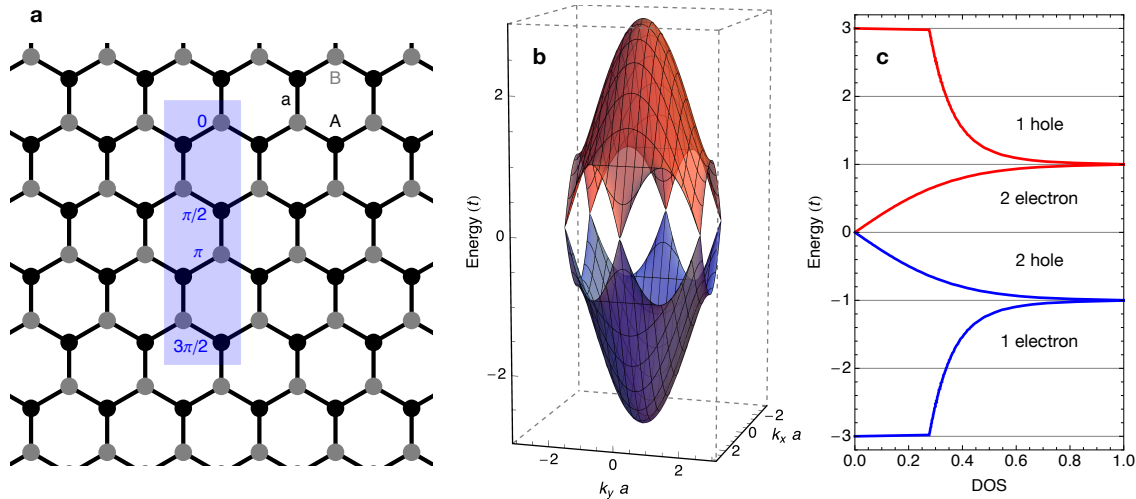 a
B
a
A
0
π/2
π
3π/2
b
2
0
−2
Energy (t)
−2
0
2
k_y a
−2
0
2
k_x a
c
3
2
1
0
−1
−2
−3
Energy (t)
1 hole
2 electron
2 hole
1 electron
0.0 0.2 0.4 0.6 0.8 1.0
DOS